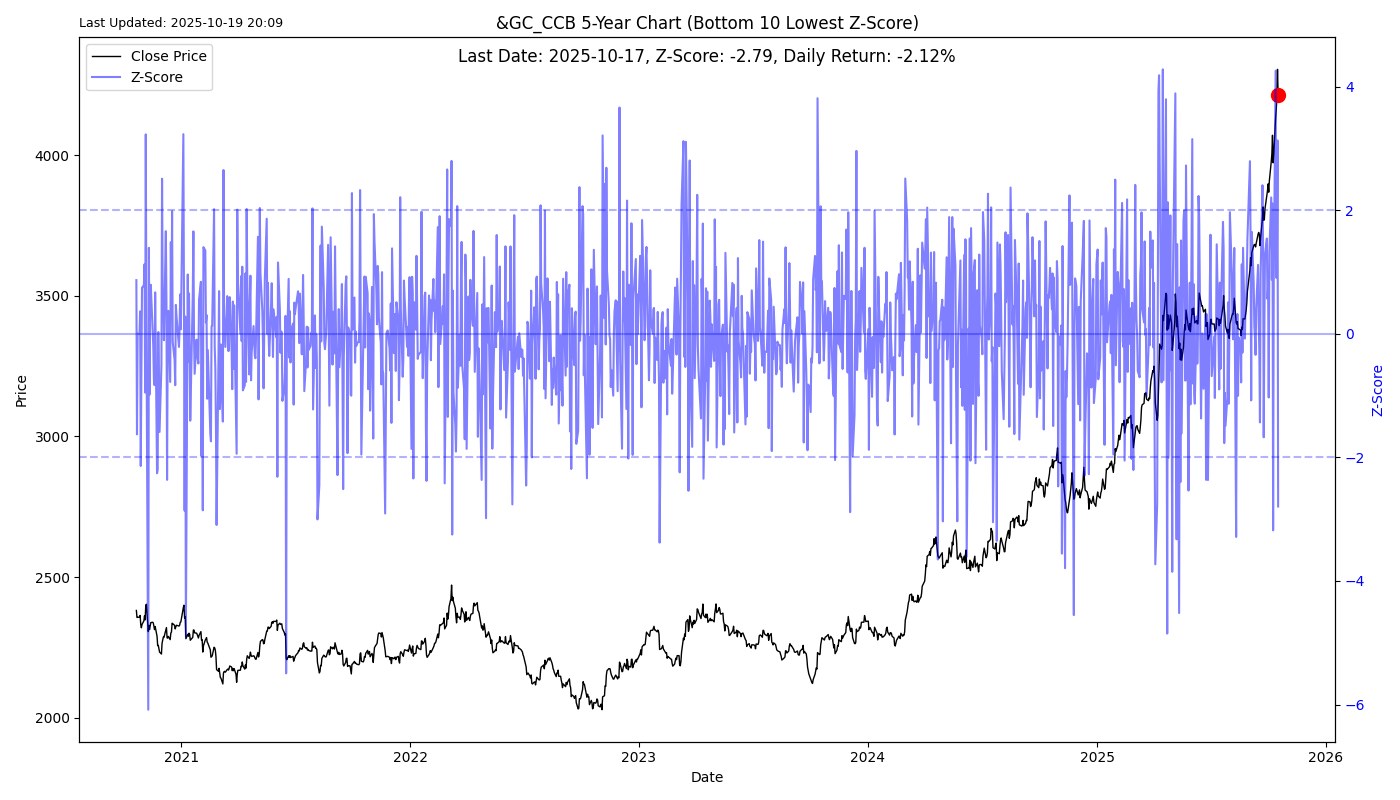 Last Updated: 2025-10-19 20:09
&GC_CCB 5-Year Chart (Bottom 10 Lowest Z-Score)
Last Date: 2025-10-17, Z-Score: -2.79, Daily Return: -2.12%
Close Price
Z-Score
Price
4000
3500
3000
2500
2000
4
2
0
−2
−4
−6
Z-Score
2021
2022
2023
2024
2025
2026
Date